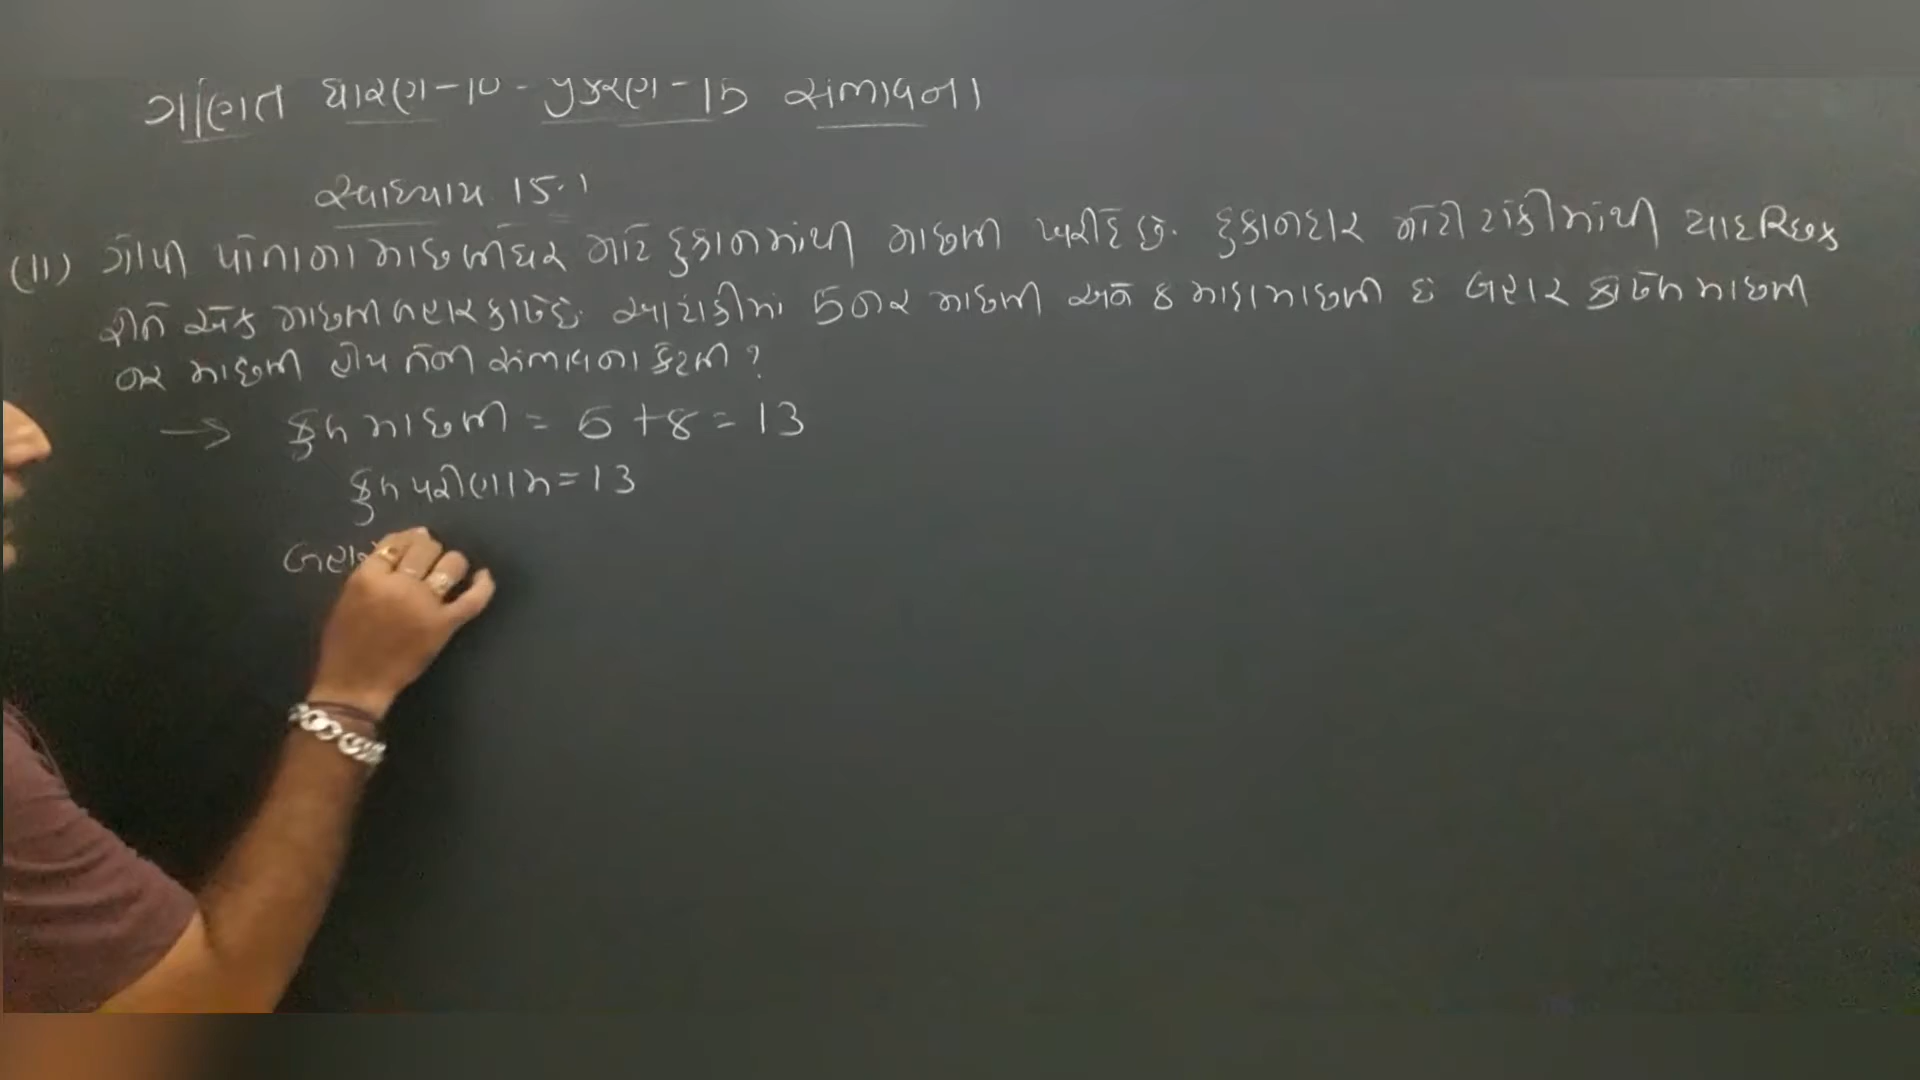 ગણિત ધોરણ-10 - પ્રકરણ-15 સંભાવના
સ્વાધ્યાય 15.1
(11) ગોપી પોતાના માછલીઘર માટે દુકાનમાંથી માછલી ખરીદે છે. દુકાનદાર મોટી ટાંકીમાંથી યાદચ્છિક
રીતે એક માછલી બહાર કાઢે છે. આ ટાંકીમાં 5 નર માછલી અને 8 માદા માછલી છે બહાર કાઢેલ માછલી
નર માછલી હોય તેની સંભાવના કેટલી?
→ કુલ માછલી = 5 + 8 = 13
કુલ પરીણામ = 13